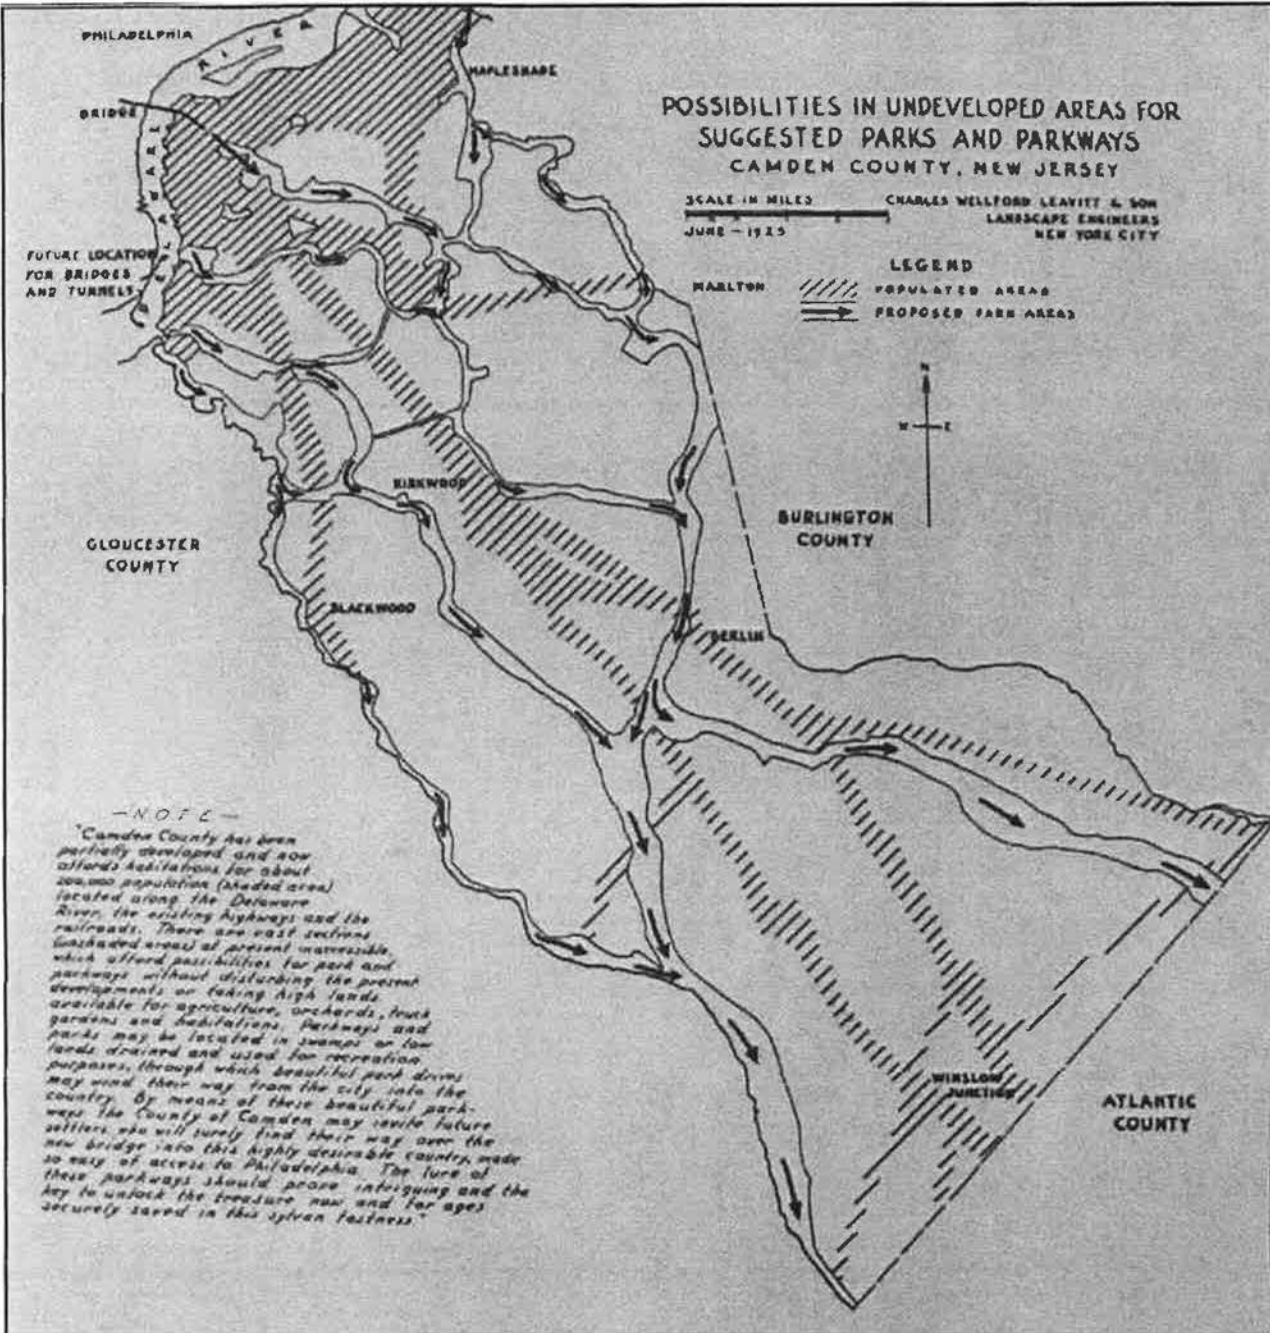 PHILADELPHIA
RIVER
BRIDGE
DELAWARE
MAPLESHADE
POSSIBILITIES IN UNDEVELOPED AREAS FOR
SUGGESTED PARKS AND PARKWAYS
CAMDEN COUNTY, NEW JERSEY
SCALE IN MILES
JUNE - 1925
CHARLES WELLFORD LEAVITT & SON
LANDSCAPE ENGINEERS
NEW YORK CITY
FUTURE LOCATION
FOR BRIDGES
AND TUNNELS
LEGEND
POPULATED AREAS
PROPOSED PARK AREAS
MARLTON
N
W E
KIRKWOOD
BURLINGTON
COUNTY
GLOUCESTER
COUNTY
BLACKWOOD
BERLIN
WINSLOW
JUNCTION
ATLANTIC
COUNTY
- NOTE -
"Camden County has been
partially developed and now
affords habitations for about
200,000 population (shaded area)
located along the Delaware
River, the existing highways and the
railroads. There are vast sections
(unshaded areas) at present inaccessible,
which afford possibilities for park and
parkways without disturbing the present
developments or taking high lands
available for agriculture, orchards, truck
gardens and habitations. Parkways and
parks may be located in swamps or low
lands drained and used for recreation
purposes, through which beautiful park drives
may wind their way from the city into the
country. By means of these beautiful park-
ways the County of Camden may invite future
settlers who will surely find their way over the
new bridge into this highly desirable country, made
so easy of access to Philadelphia. The lure of
these parkways should prove intriguing and the
key to unlock the treasure now and for ages
securely saved in this sylvan fastness."